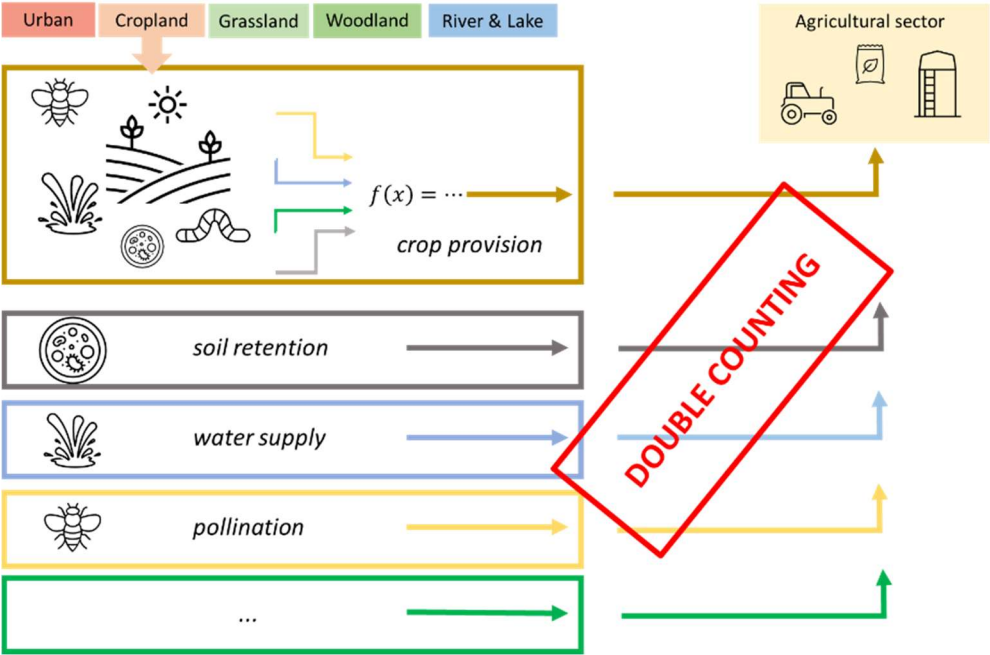 Urban
Cropland
Grassland
Woodland
River & Lake
Agricultural sector
f(x) = ⋯
crop provision
soil retention
water supply
pollination
...
DOUBLE COUNTING